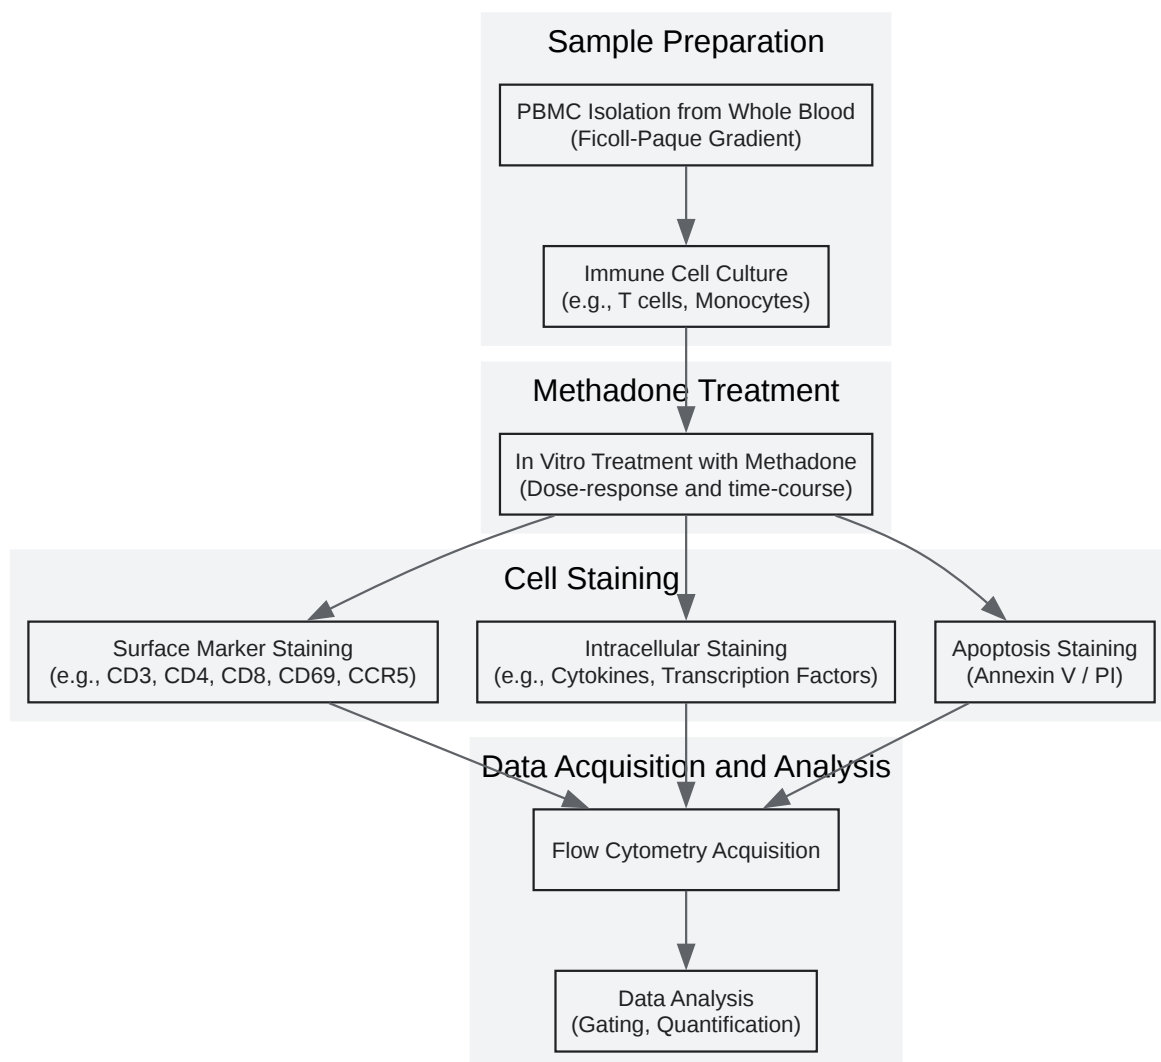 Sample Preparation
PBMC Isolation from Whole Blood
(Ficoll-Paque Gradient)
Immune Cell Culture
(e.g., T cells, Monocytes)
Methadone Treatment
In Vitro Treatment with Methadone
(Dose-response and time-course)
Cell Staining
Surface Marker Staining
(e.g., CD3, CD4, CD8, CD69, CCR5)
Intracellular Staining
(e.g., Cytokines, Transcription Factors)
Apoptosis Staining
(Annexin V / PI)
Data Acquisition and Analysis
Flow Cytometry Acquisition
Data Analysis
(Gating, Quantification)